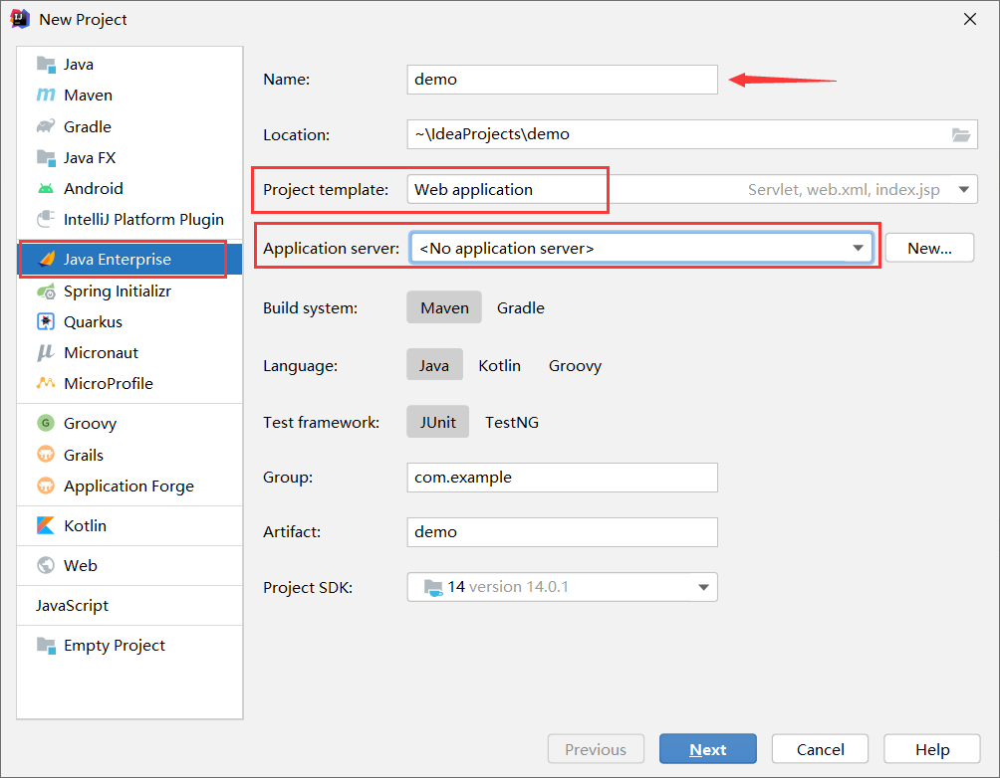 New Project
Java
Maven
Gradle
Java FX
Android
IntelliJ Platform Plugin
Java Enterprise
Spring Initializr
Quarkus
Micronaut
MicroProfile
Groovy
Grails
Application Forge
Kotlin
Web
JavaScript
Empty Project
Name: demo
Location: ~\IdeaProjects\demo
Project template: Web application Servlet, web.xml, index.jsp
Application server: <No application server> New...
Build system: Maven Gradle
Language: Java Kotlin Groovy
Test framework: JUnit TestNG
Group: com.example
Artifact: demo
Project SDK: 14 version 14.0.1
Previous Next Cancel Help